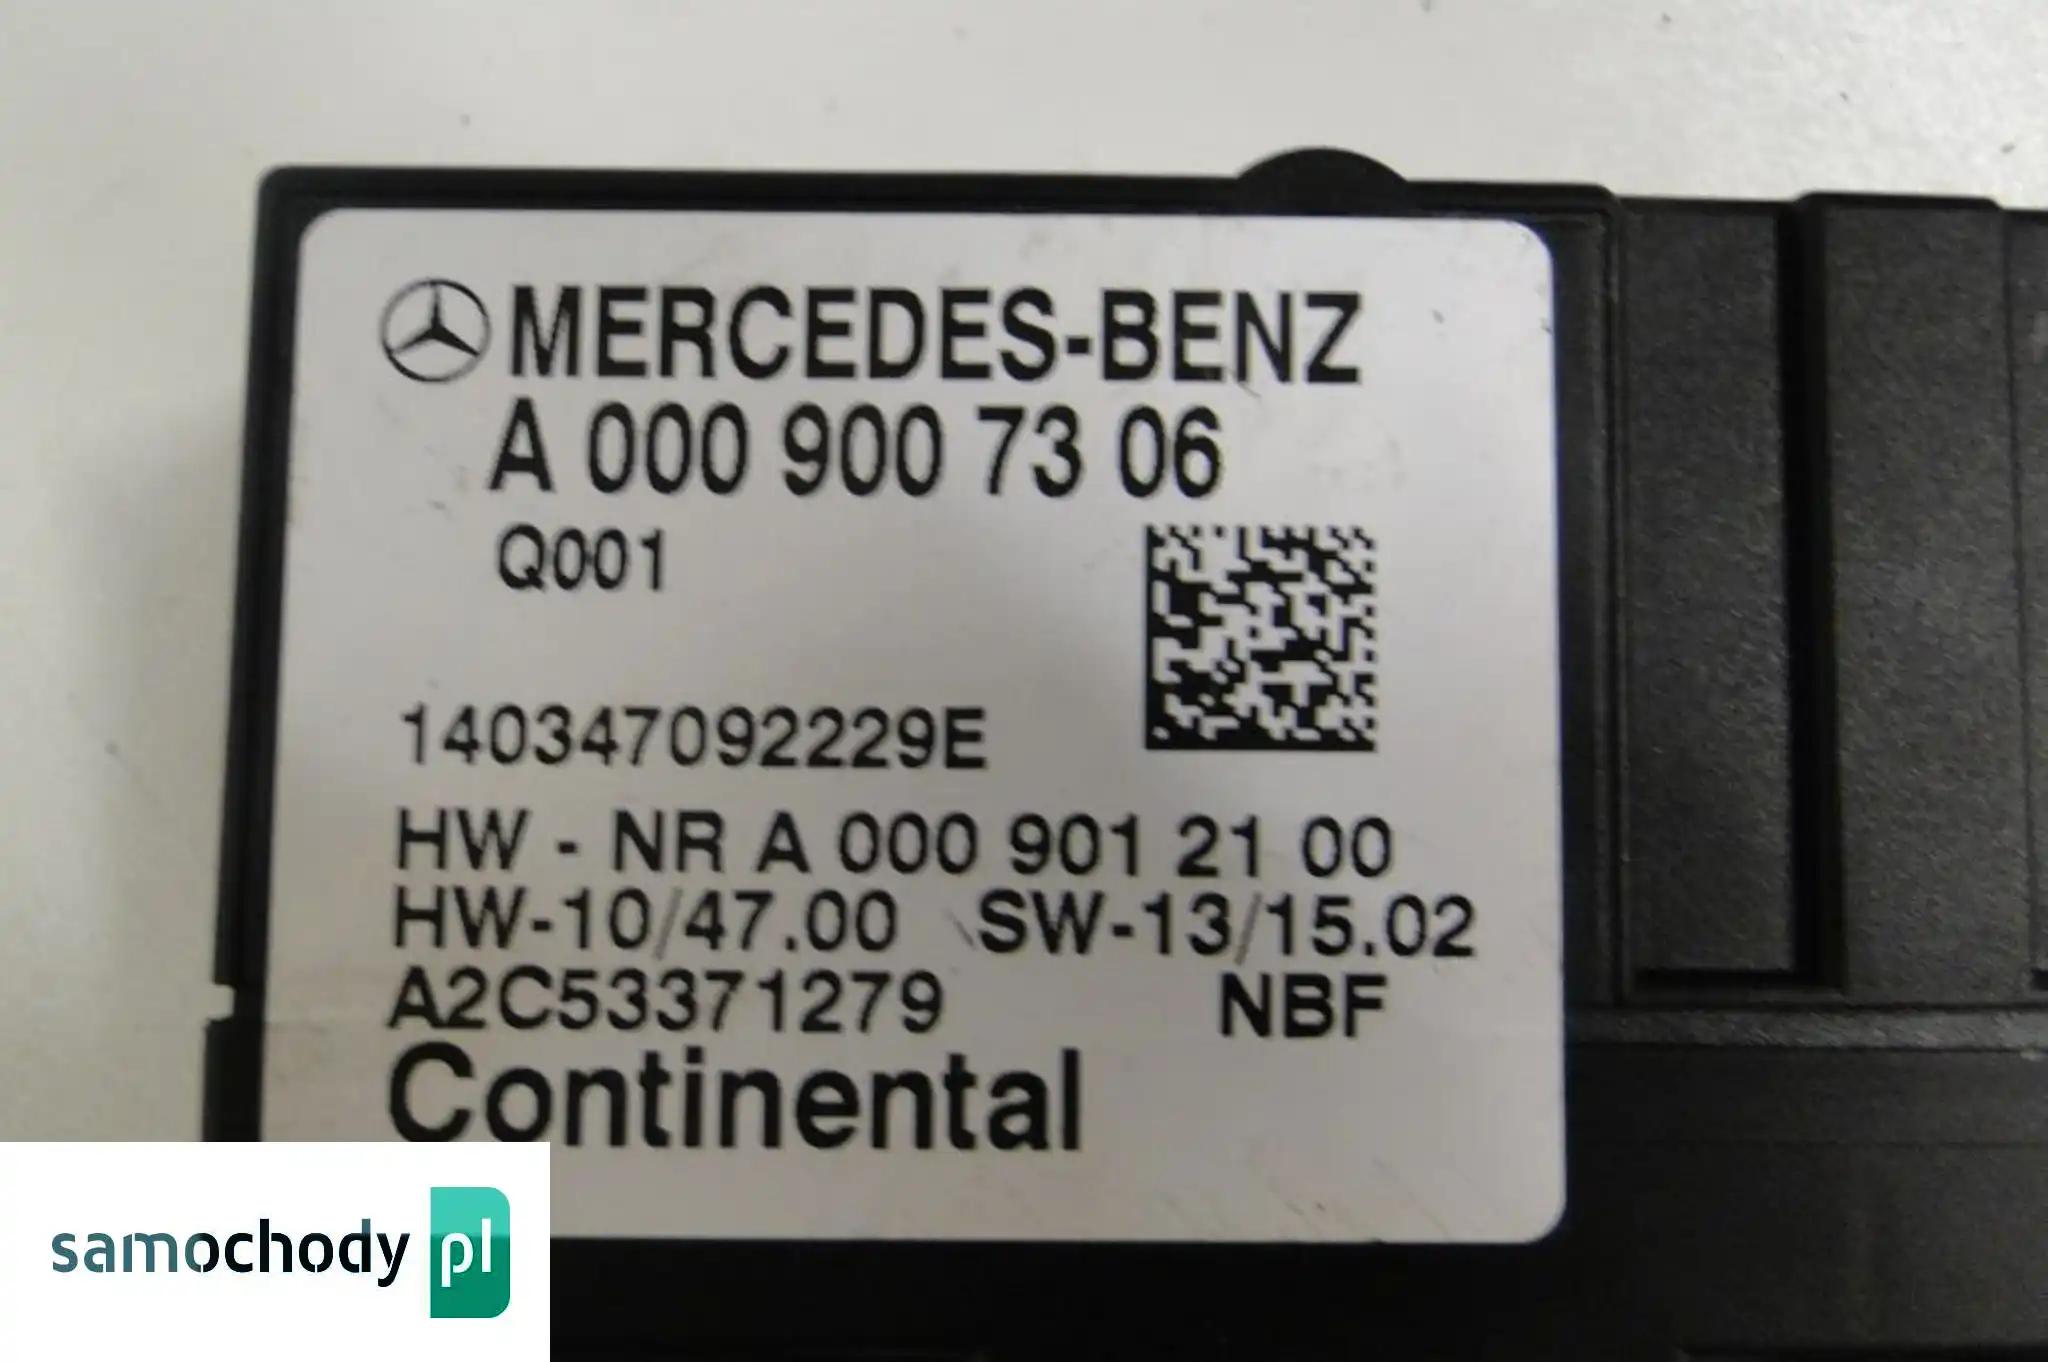 MERCEDES-BENZ
A 000 900 73 06
Q001
140347092229E
HW - NR A 000 901 21 00
HW-10/47.00 SW-13/15.02
A2C53371279 NBF
Continental
samochody pl